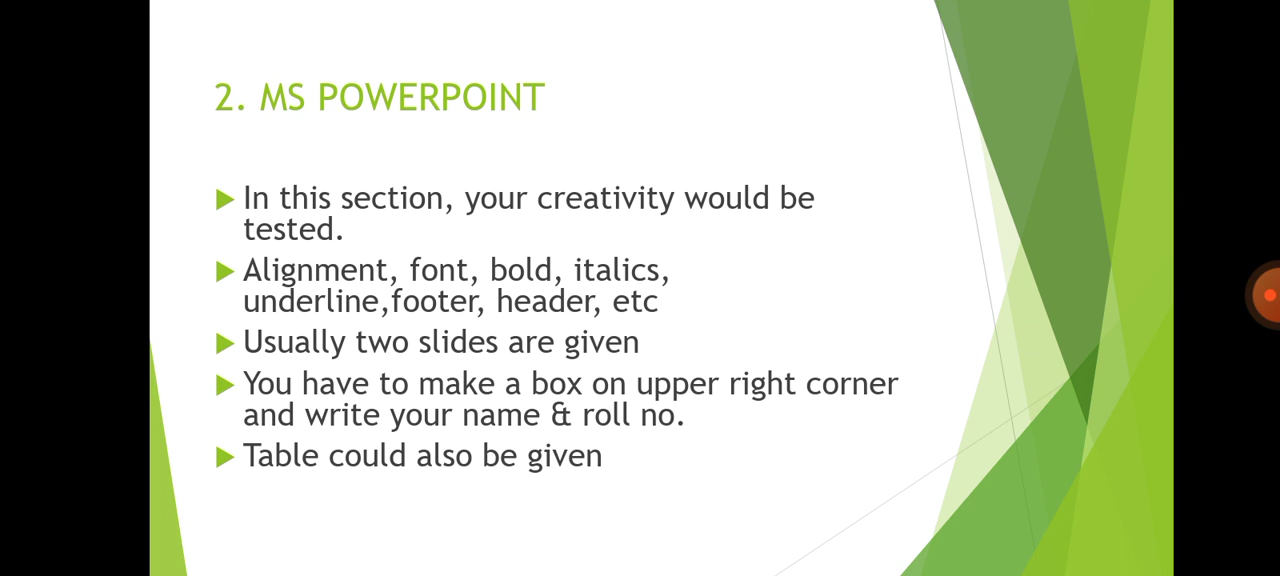 2. MS POWERPOINT
In this section, your creativity would be
tested.
Alignment, font, bold, italics,
underline,footer, header, etc
Usually two slides are given
You have to make a box on upper right corner
and write your name & roll no.
Table could also be given